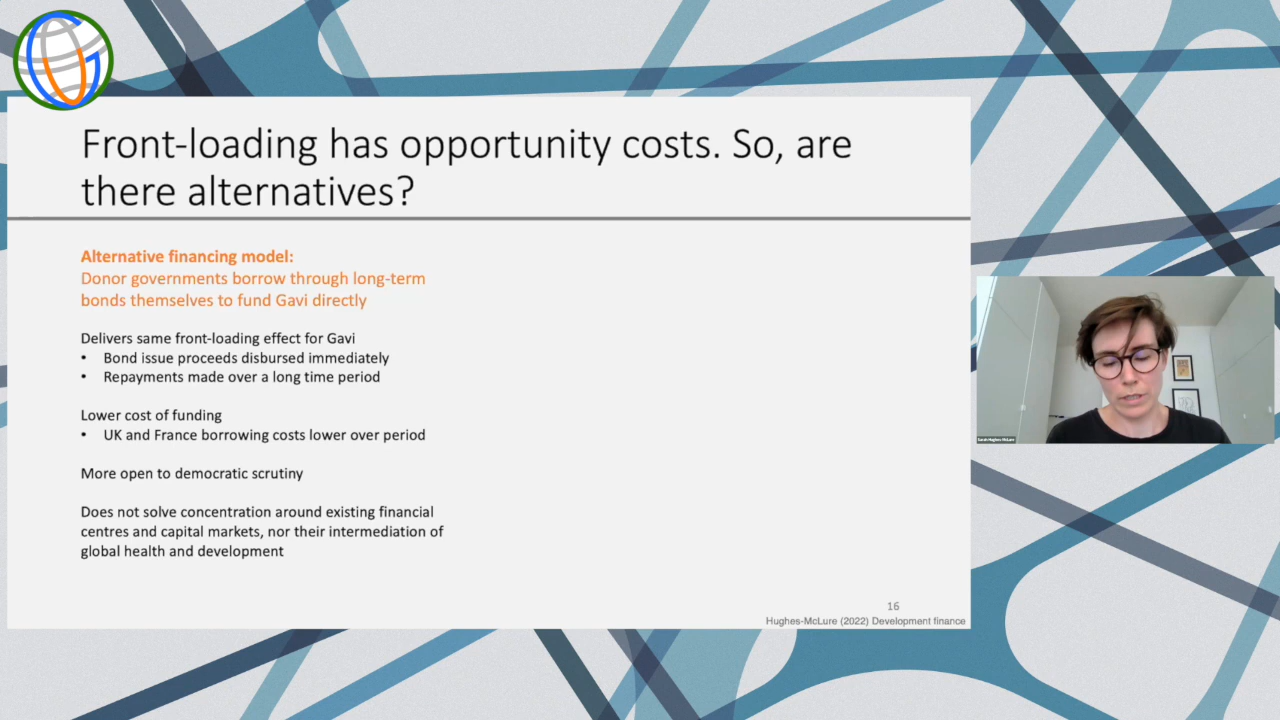 Front-loading has opportunity costs. So, are
there alternatives?
Alternative financing model:
Donor governments borrow through long-term
bonds themselves to fund Gavi directly
Delivers same front-loading effect for Gavi
• Bond issue proceeds disbursed immediately
• Repayments made over a long time period
Lower cost of funding
• UK and France borrowing costs lower over period
More open to democratic scrutiny
Does not solve concentration around existing financial
centres and capital markets, nor their intermediation of
global health and development
16
Hughes-McLure (2022) Development finance
Sarah Hughes-McLure